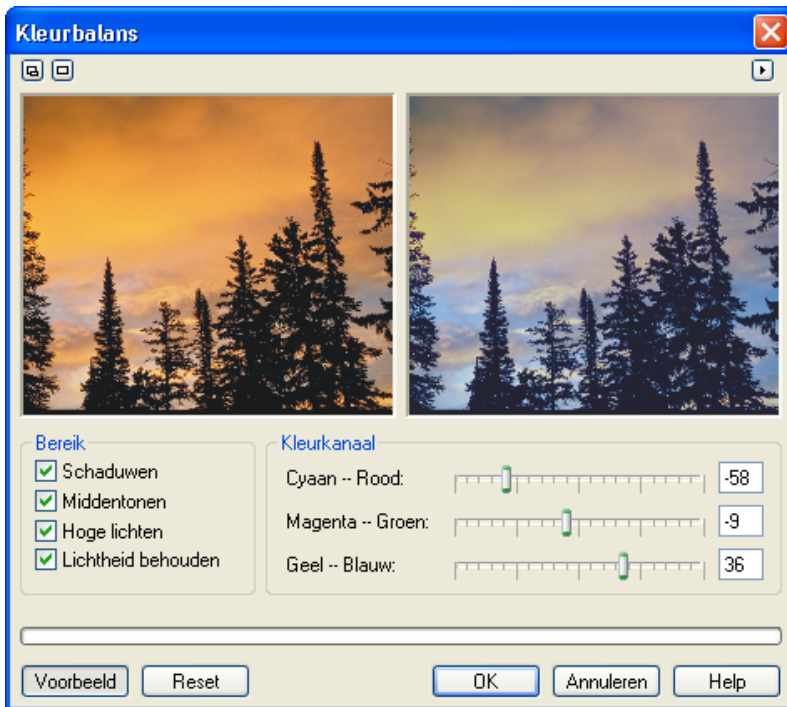 Kleurbalans
Bereik
Schaduwen
Middentonen
Hoge lichten
Lichtheid behouden
Kleurkanaal
Cyaan -- Rood: -58
Magenta -- Groen: -9
Geel -- Blauw: 36
Voorbeeld Reset OK Annuleren Help